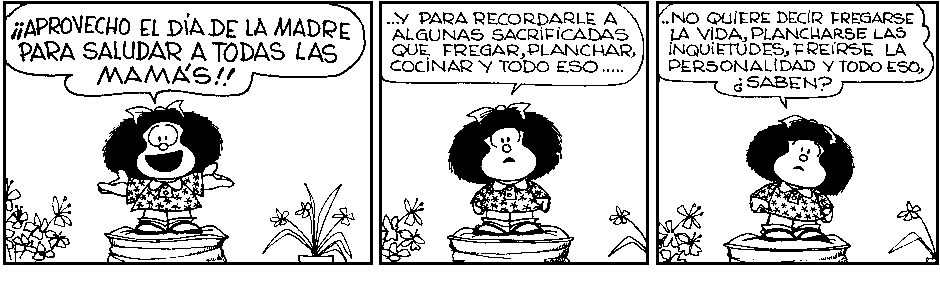 ¡¡APROVECHO EL DÍA DE LA MADRE
PARA SALUDAR A TODAS LAS
MAMÁS!!
..Y PARA RECORDARLE A
ALGUNAS SACRIFICADAS
QUE FREGAR, PLANCHAR,
COCINAR Y TODO ESO.....
..NO QUIERE DECIR FREGARSE
LA VIDA, PLANCHARSE LAS
INQUIETUDES, FREIRSE LA
PERSONALIDAD Y TODO ESO,
¿SABEN?